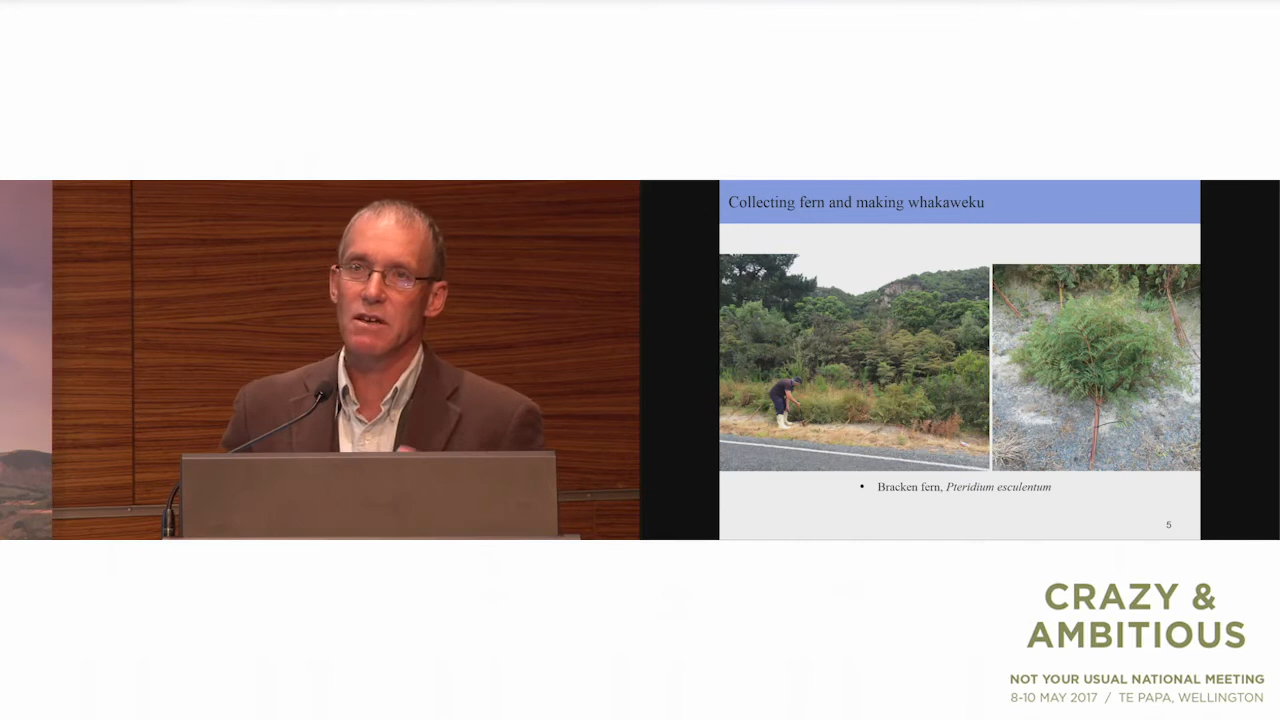 Collecting fern and making whakaweku
• Bracken fern, Pteridium esculentum
5
CRAZY &
AMBITIOUS
NOT YOUR USUAL NATIONAL MEETING
8-10 MAY 2017 / TE PAPA, WELLINGTON